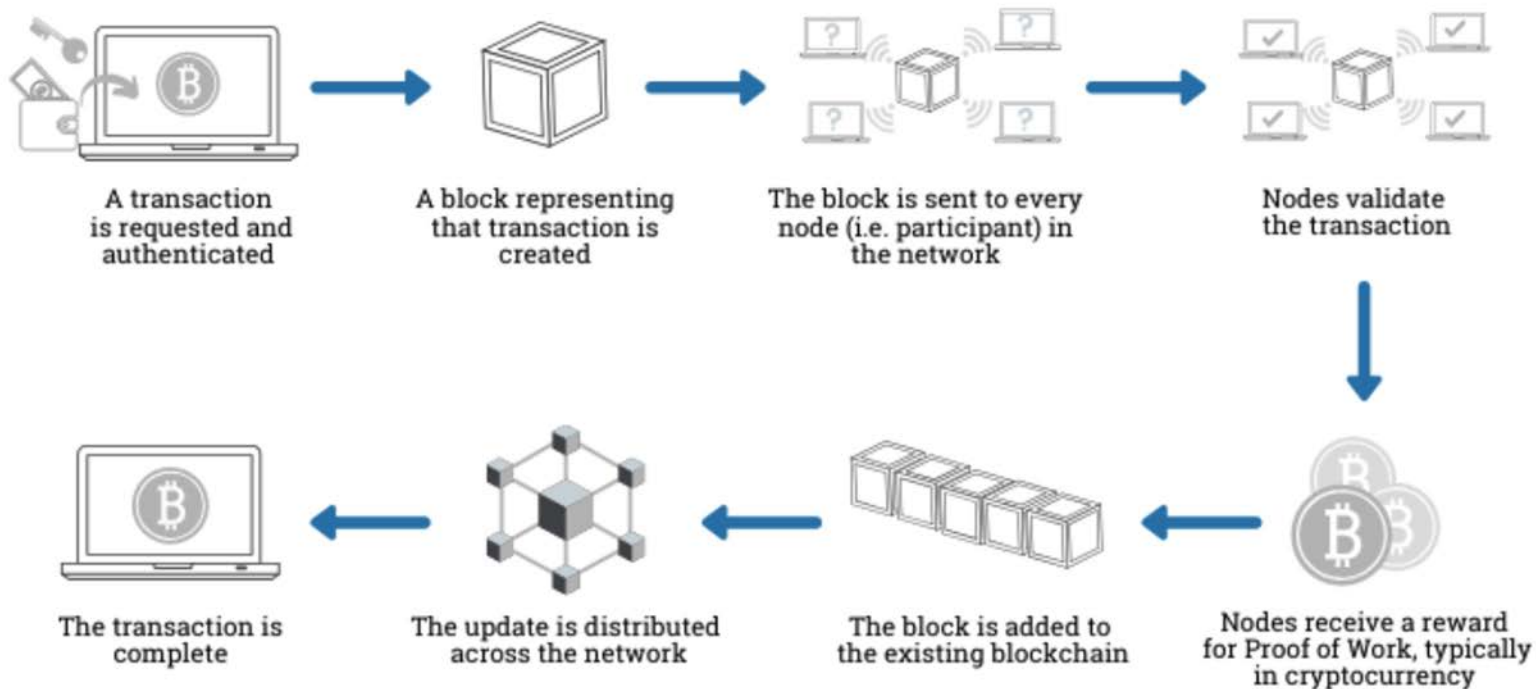 A transaction
is requested and
authenticated
A block representing
that transaction is
created
The block is sent to every
node (i.e. participant) in
the network
Nodes validate
the transaction
Nodes receive a reward
for Proof of Work, typically
in cryptocurrency
The block is added to
the existing blockchain
The update is distributed
across the network
The transaction is
complete